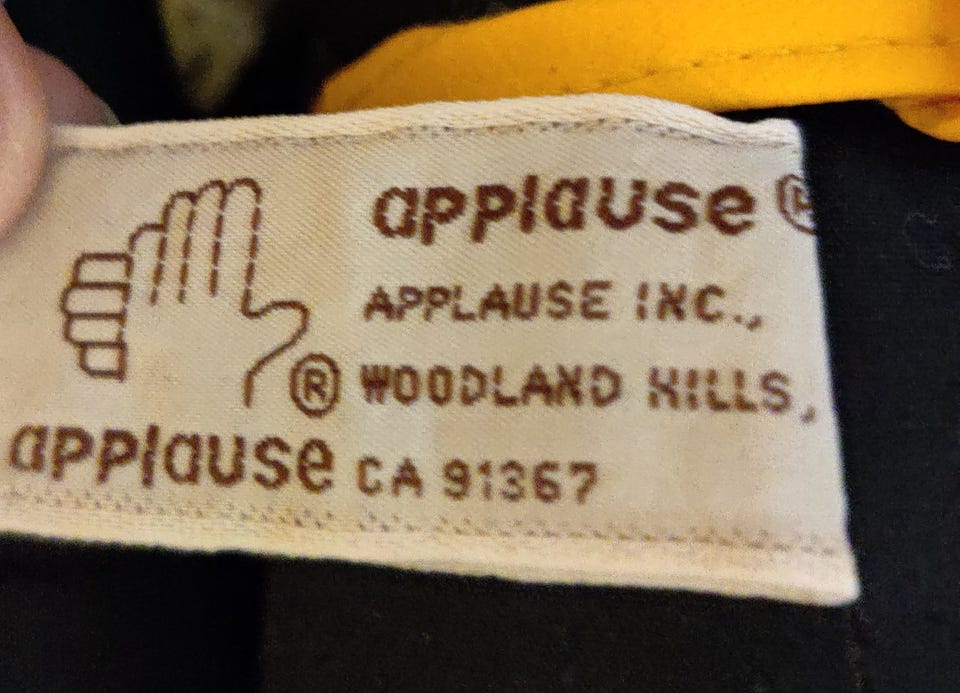 applause®
APPLAUSE INC.,
® WOODLAND HILLS,
applause CA 91367